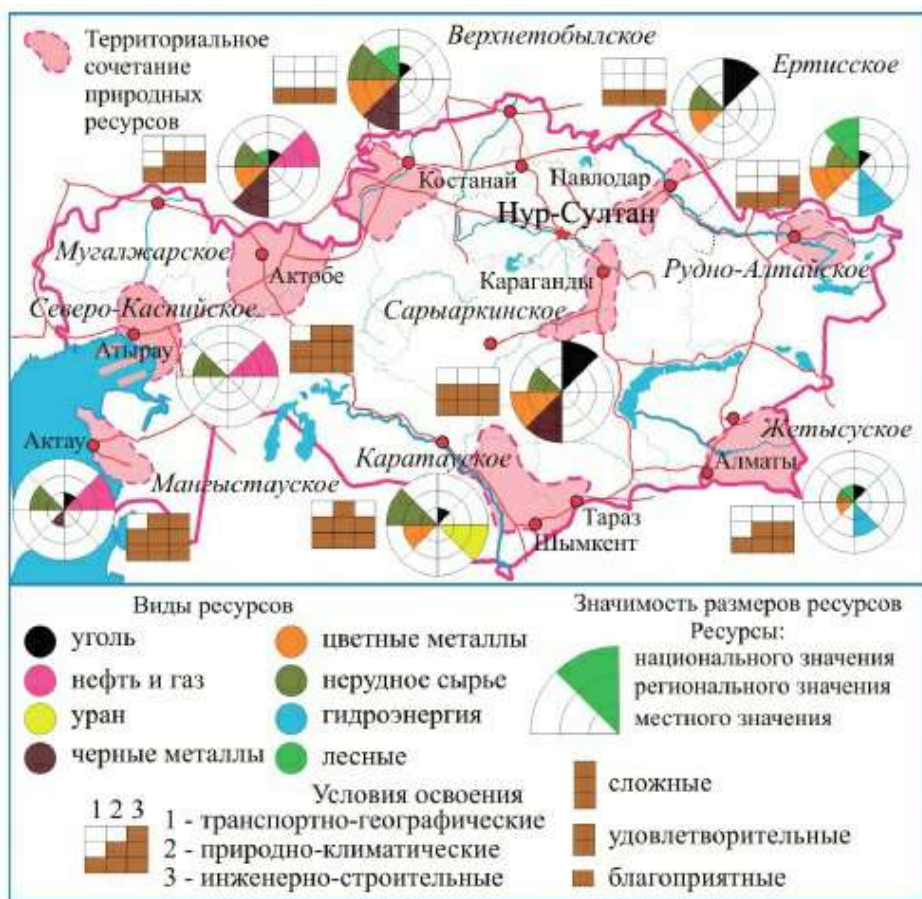 Территориальное
сочетание
природных
ресурсов
Верхнетобылское
Ертисское
Костанай
Павлодар
Нур-Султан
Мугалжарское
Актобе
Караганды
Рудно-Алтайское
Северо-Каспийское
Сарыаркинское
Атырау
Актау
Мангыстауское
Каратауское
Жетысуское
Алматы
Тараз
Шымкент
Виды ресурсов
уголь
нефть и газ
уран
черные металлы
цветные металлы
нерудное сырье
гидроэнергия
лесные
Значимость размеров ресурсов
Ресурсы:
национального значения
регионального значения
местного значения
Условия освоения
1 2 3
1 - транспортно-географические
2 - природно-климатические
3 - инженерно-строительные
сложные
удовлетворительные
благоприятные